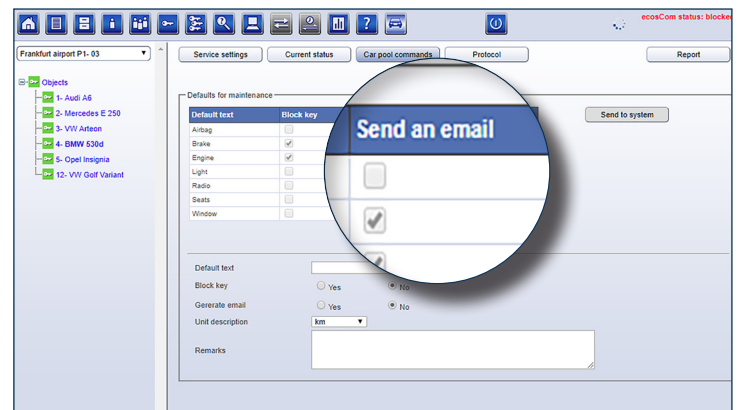 ecosCom status: blocked
Frankfurt airport P1- 03
Service settings
Current status
Car pool commands
Protocol
Report
Objects
1- Audi A6
2- Mercedes E 250
3- VW Arteon
4- BMW 530d
5- Opel Insignia
12- VW Golf Variant
Defaults for maintenance
Default text Block key
Send an email
Send to system
Airbag
Brake
Engine
Light
Radio
Seats
Window
Default text
Block key Yes No
Gererate email Yes No
Unit description km
Remarks